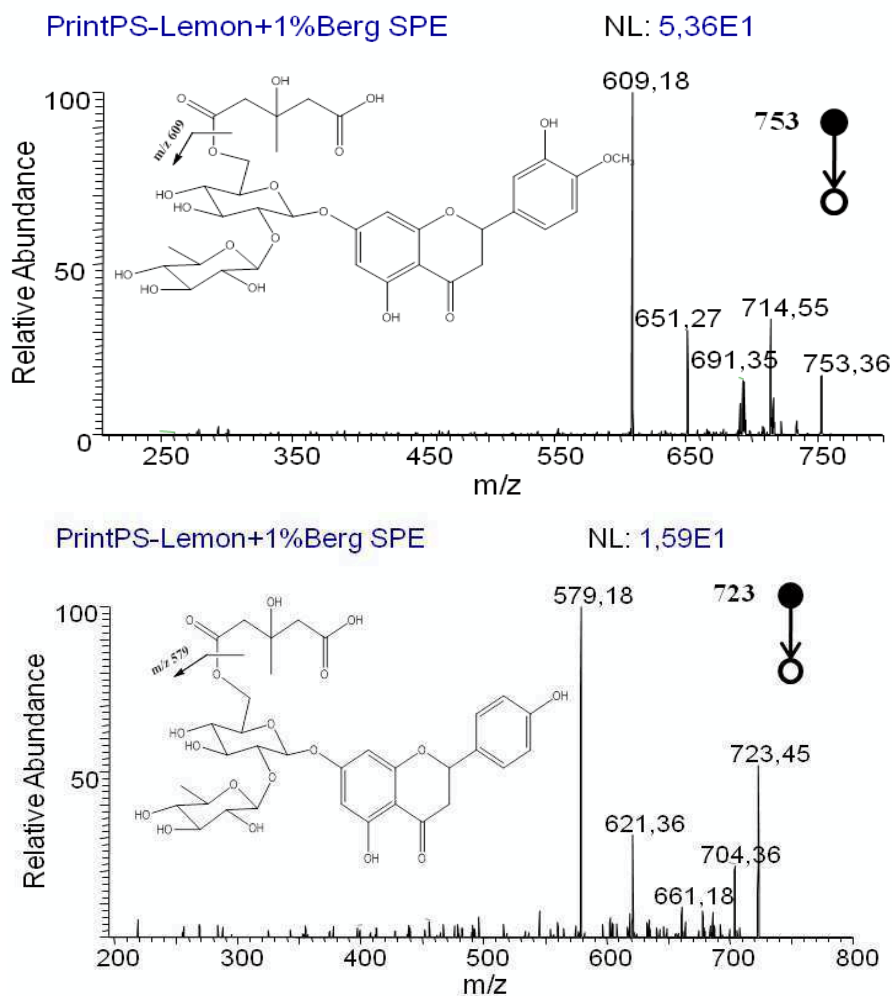 PrintPS-Lemon+1%Berg SPE NL: 5,36E1
609,18
100
753
OH
O
OH
O
O
m/z 609
O
OH
OCH3
HO
HO
O
O
O
O
50
O
HO
HO
OH
OH
O
714,55
651,27
691,35
753,36
0
Relative Abundance
250 350 450 550 650 750
m/z
PrintPS-Lemon+1%Berg SPE NL: 1,59E1
579,18
100
723
OH
O
OH
O
O
m/z 579
O
OH
HO
HO
O
O
O
O
50
O
HO
HO
OH
OH
O
723,45
621,36
704,36
661,18
0
Relative Abundance
200 300 400 500 600 700 800
m/z